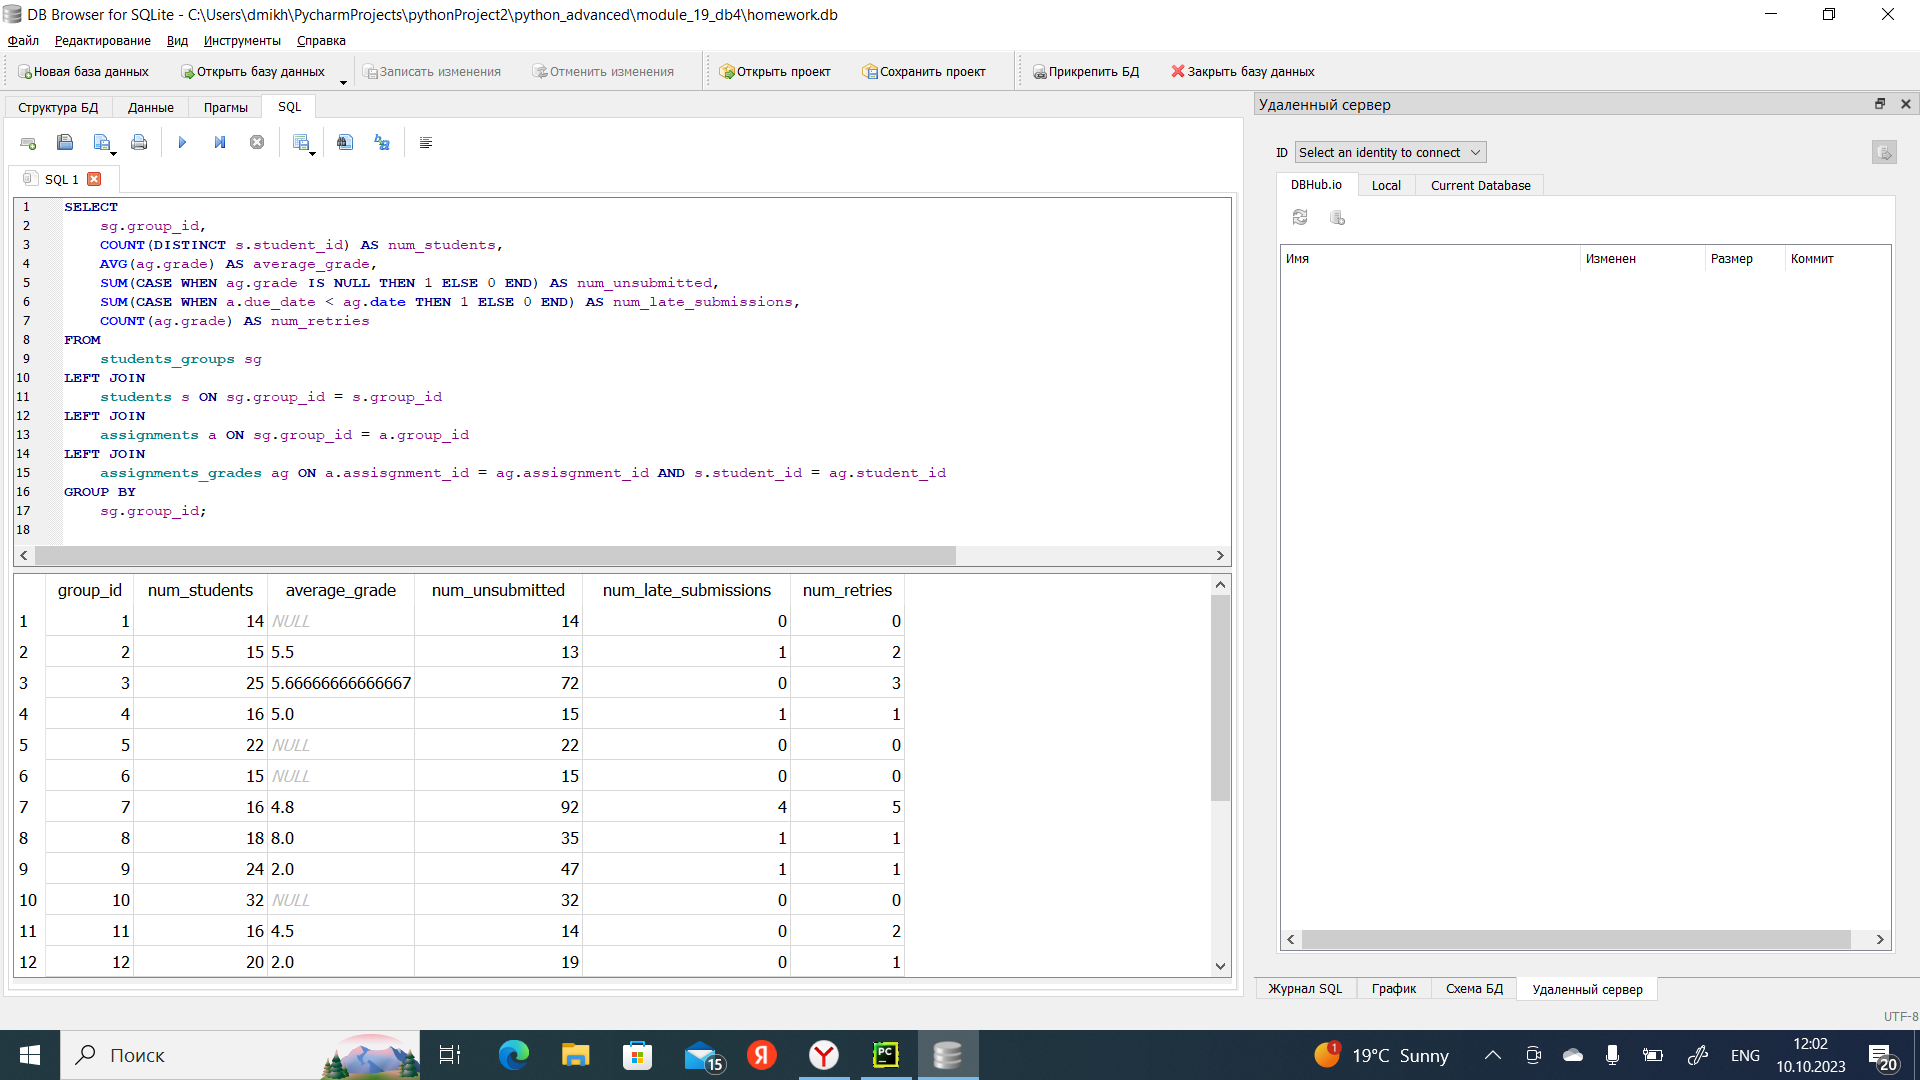 DB Browser for SQLite - C:\Users\dmikh\PycharmProjects\pythonProject2\python_advanced\module_19_db4\homework.db
Файл Редактирование Вид Инструменты Справка
Новая база данных Открыть базу данных Записать изменения Отменить изменения Открыть проект Сохранить проект Прикрепить БД Закрыть базу данных
Структура БД Данные Прагмы SQL
SQL 1
1 SELECT
2 sg.group_id,
3 COUNT(DISTINCT s.student_id) AS num_students,
4 AVG(ag.grade) AS average_grade,
5 SUM(CASE WHEN ag.grade IS NULL THEN 1 ELSE 0 END) AS num_unsubmitted,
6 SUM(CASE WHEN a.due_date < ag.date THEN 1 ELSE 0 END) AS num_late_submissions,
7 COUNT(ag.grade) AS num_retries
8 FROM
9 students_groups sg
10 LEFT JOIN
11 students s ON sg.group_id = s.group_id
12 LEFT JOIN
13 assignments a ON sg.group_id = a.group_id
14 LEFT JOIN
15 assignments_grades ag ON a.assisgnment_id = ag.assisgnment_id AND s.student_id = ag.student_id
16 GROUP BY
17 sg.group_id;
18
group_id num_students average_grade num_unsubmitted num_late_submissions num_retries
1 1 14 NULL 14 0 0
2 2 15 5.5 13 1 2
3 3 25 5.66666666666667 72 0 3
4 4 16 5.0 15 1 1
5 5 22 NULL 22 0 0
6 6 15 NULL 15 0 0
7 7 16 4.8 92 4 5
8 8 18 8.0 35 1 1
9 9 24 2.0 47 1 1
10 10 32 NULL 32 0 0
11 11 16 4.5 14 0 2
12 12 20 2.0 19 0 1
Удаленный сервер
ID Select an identity to connect
DBHub.io Local Current Database
Имя Изменен Размер Коммит
Журнал SQL График Схема БД Удаленный сервер
UTF-8
Поиск
15
Я
Y
PC
1
19°C Sunny
ENG
12:02
10.10.2023
20